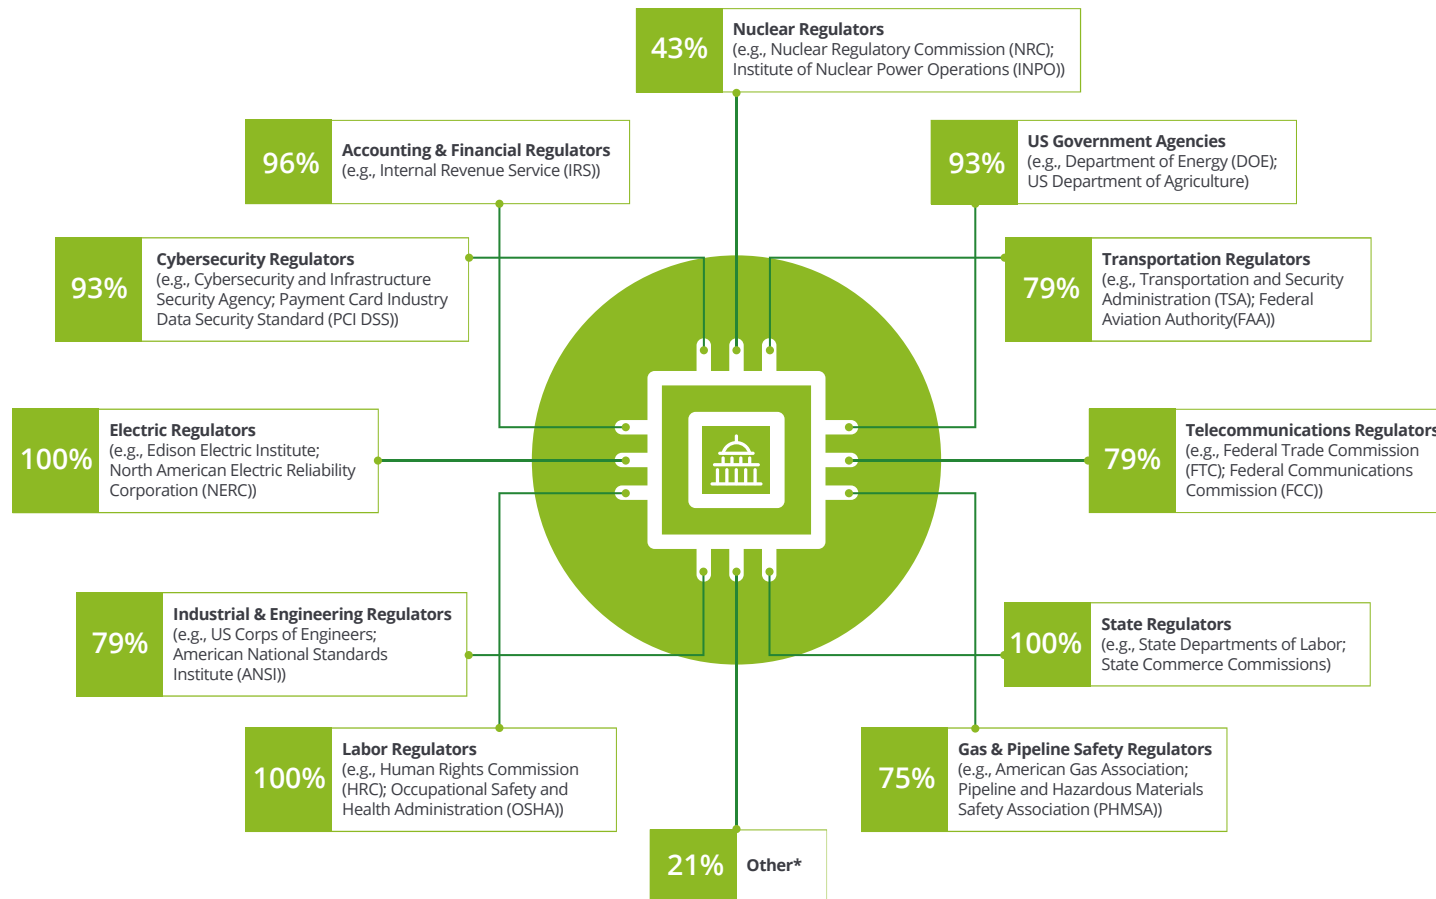 43%
Nuclear Regulators
(e.g., Nuclear Regulatory Commission (NRC);
Institute of Nuclear Power Operations (INPO))
96%
Accounting & Financial Regulators
(e.g., Internal Revenue Service (IRS))
93%
US Government Agencies
(e.g., Department of Energy (DOE);
US Department of Agriculture)
93%
Cybersecurity Regulators
(e.g., Cybersecurity and Infrastructure
Security Agency; Payment Card Industry
Data Security Standard (PCI DSS))
79%
Transportation Regulators
(e.g., Transportation and Security
Administration (TSA); Federal
Aviation Authority(FAA))
100%
Electric Regulators
(e.g., Edison Electric Institute;
North American Electric Reliability
Corporation (NERC))
79%
Telecommunications Regulators
(e.g., Federal Trade Commission
(FTC); Federal Communications
Commission (FCC))
79%
Industrial & Engineering Regulators
(e.g., US Corps of Engineers;
American National Standards
Institute (ANSI))
100%
State Regulators
(e.g., State Departments of Labor;
State Commerce Commissions)
100%
Labor Regulators
(e.g., Human Rights Commission
(HRC); Occupational Safety and
Health Administration (OSHA))
75%
Gas & Pipeline Safety Regulators
(e.g., American Gas Association;
Pipeline and Hazardous Materials
Safety Association (PHMSA))
21%
Other*